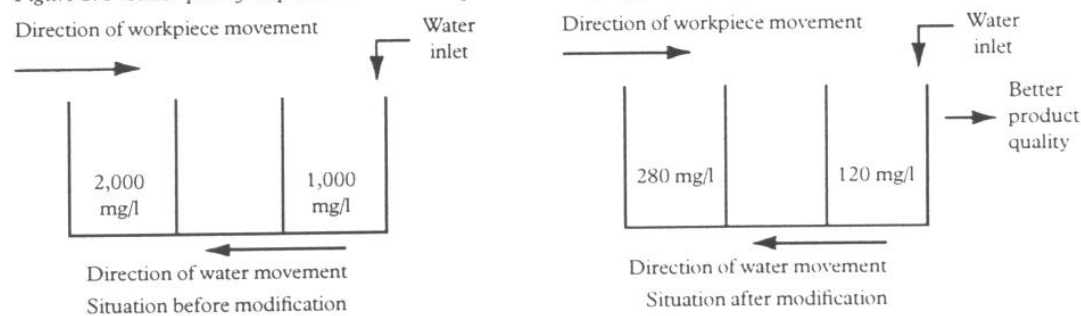 Direction of workpiece movement
Water
inlet
2,000
mg/l
1,000
mg/l
Direction of water movement
Situation before modification
Direction of workpiece movement
Water
inlet
Better
product
quality
280 mg/l
120 mg/l
Direction of water movement
Situation after modification